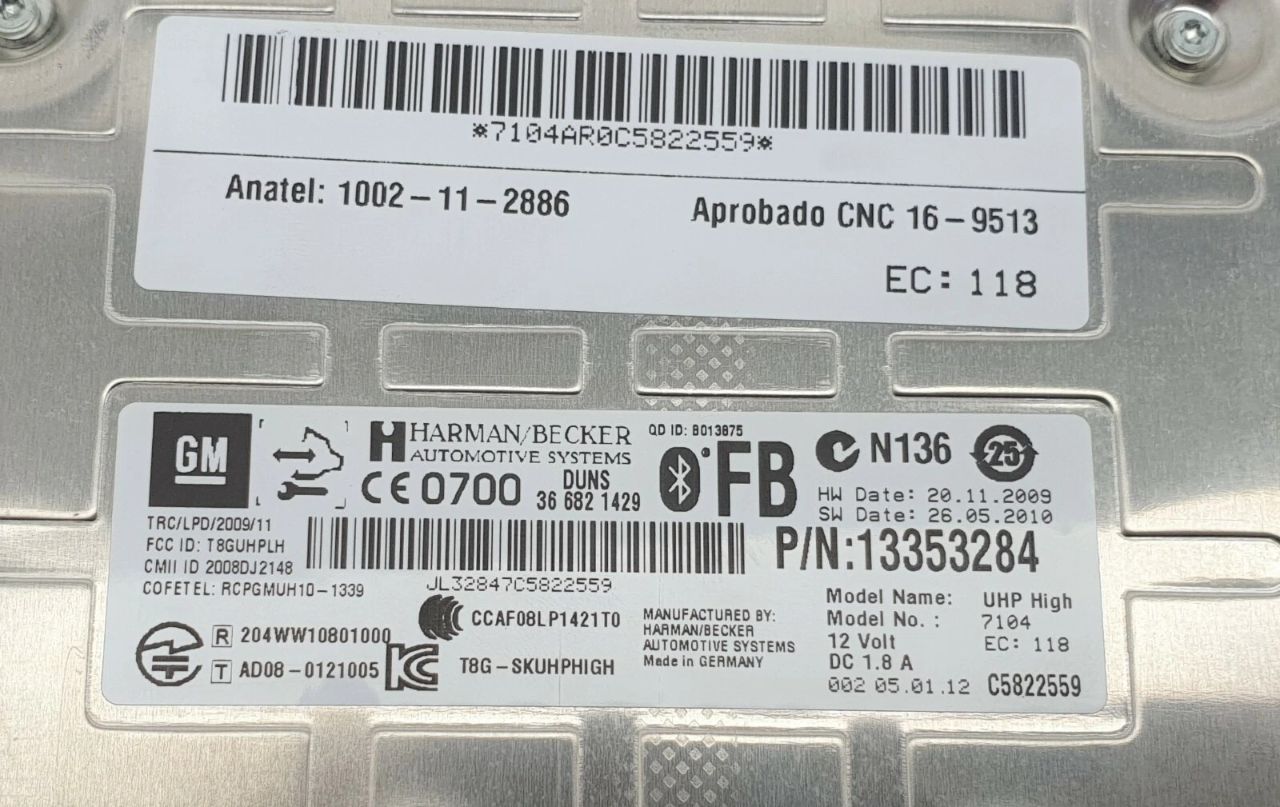 *7104AR0C5822559*
Anatel: 1002-11-2886
Aprobado CNC 16-9513
EC: 118
GM
HARMAN/BECKER
AUTOMOTIVE SYSTEMS
QD ID: B013875
CE 0700
DUNS
36 682 1429
FB
N136
25
HW Date: 20.11.2009
SW Date: 26.05.2010
TRC/LPD/2009/11
FCC ID: T8GUHPLH
CMII ID 2008DJ2148
COFETEL: RCPGMUH10-1339
JL32847C5822559
P/N:13353284
R 204WW10801000
T AD08-0121005
CCAF08LP1421T0
T8G-SKUHPHIGH
MANUFACTURED BY:
HARMAN/BECKER
AUTOMOTIVE SYSTEMS
Made in GERMANY
Model Name: UHP High
Model No.: 7104
12 Volt EC: 118
DC 1.8 A
002 05.01.12 C5822559